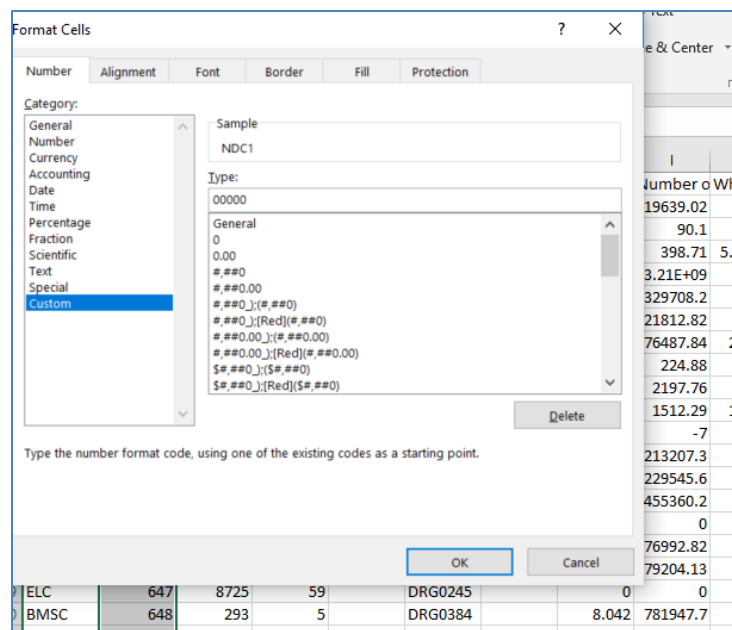 Format Cells ? ×
Text
e & Center
Number Alignment Font Border Fill Protection
Category:
General
Number
Currency
Accounting
Date
Time
Percentage
Fraction
Scientific
Text
Special
Custom
Sample
NDC1
Type:
00000
General
0
0.00
#,##0
#,##0.00
#,##0_);(#,##0)
#,##0_);[Red](#,##0)
#,##0.00_);(#,##0.00)
#,##0.00_);[Red](#,##0.00)
$#,##0_);($#,##0)
$#,##0_);[Red]($#,##0)
Delete
Type the number format code, using one of the existing codes as a starting point.
OK Cancel
I
Number o Wh
19639.02
90.1
398.71 5.
3.21E+09
329708.2
21812.82
76487.84 2
224.88
2197.76
1512.29 1
-7
213207.3
229545.6
455360.2
0
76992.82
79204.13
ELC 647 8725 59 DRG0245 0 0
BMSC 648 293 5 DRG0384 8.042 781947.7